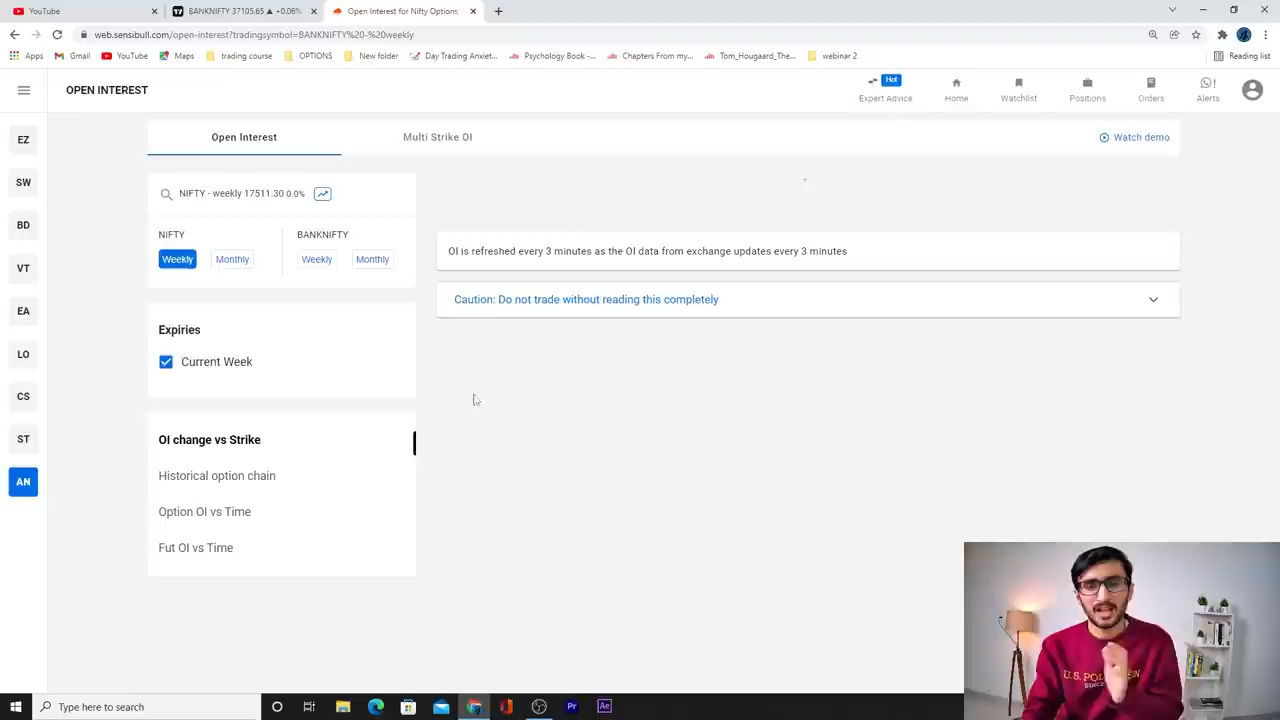 YouTube
BANKNIFTY 37105.65 ▲ +0.06%
Open Interest for Nifty Options,
web.sensibull.com/open-interest?tradingsymbol=BANKNIFTY%20-%20weekly
Apps
Gmail
YouTube
Maps
trading course
OPTIONS
New folder
Day Trading Anxiet...
Psychology Book -...
Chapters From my...
Tom_Hougaard_The...
webinar 2
Reading list
OPEN INTEREST
Hot
Expert Advice
Home
Watchlist
Positions
Orders
Alerts
EZ
SW
BD
VT
EA
LO
CS
ST
AN
Open Interest
Multi Strike OI
Watch demo
NIFTY - weekly 17511.30 0.0%
NIFTY
BANKNIFTY
Weekly
Monthly
Weekly
Monthly
OI is refreshed every 3 minutes as the OI data from exchange updates every 3 minutes
Caution: Do not trade without reading this completely
Expiries
Current Week
OI change vs Strike
Historical option chain
Option OI vs Time
Fut OI vs Time
Type here to search
Pr
Ae